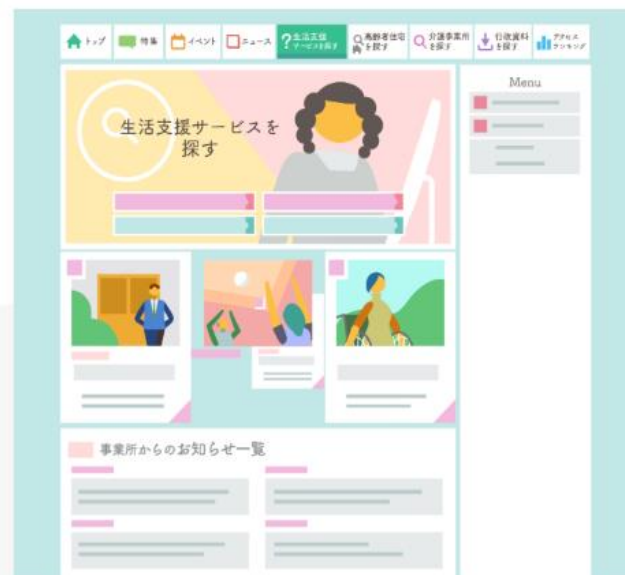 トップ
特集
イベント
ニュース
?生活支援
サービスを探す
高齢者住宅
を探す
介護事業所
を探す
行政資料
を探す
アクセス
ランキング
生活支援サービスを
探す
Menu
事業所からのお知らせ一覧